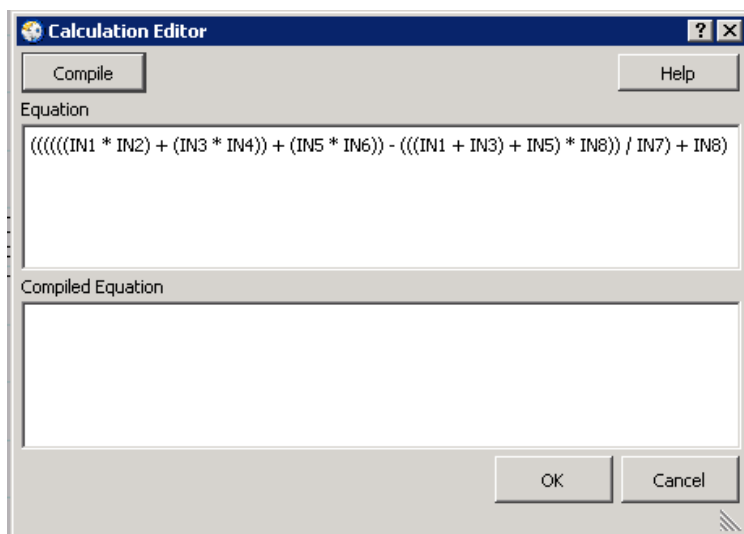 Calculation Editor
Compile
Help
Equation
((((((IN1 * IN2) + (IN3 * IN4)) + (IN5 * IN6)) - (((IN1 + IN3) + IN5) * IN8)) / IN7) + IN8)
Compiled Equation
OK
Cancel